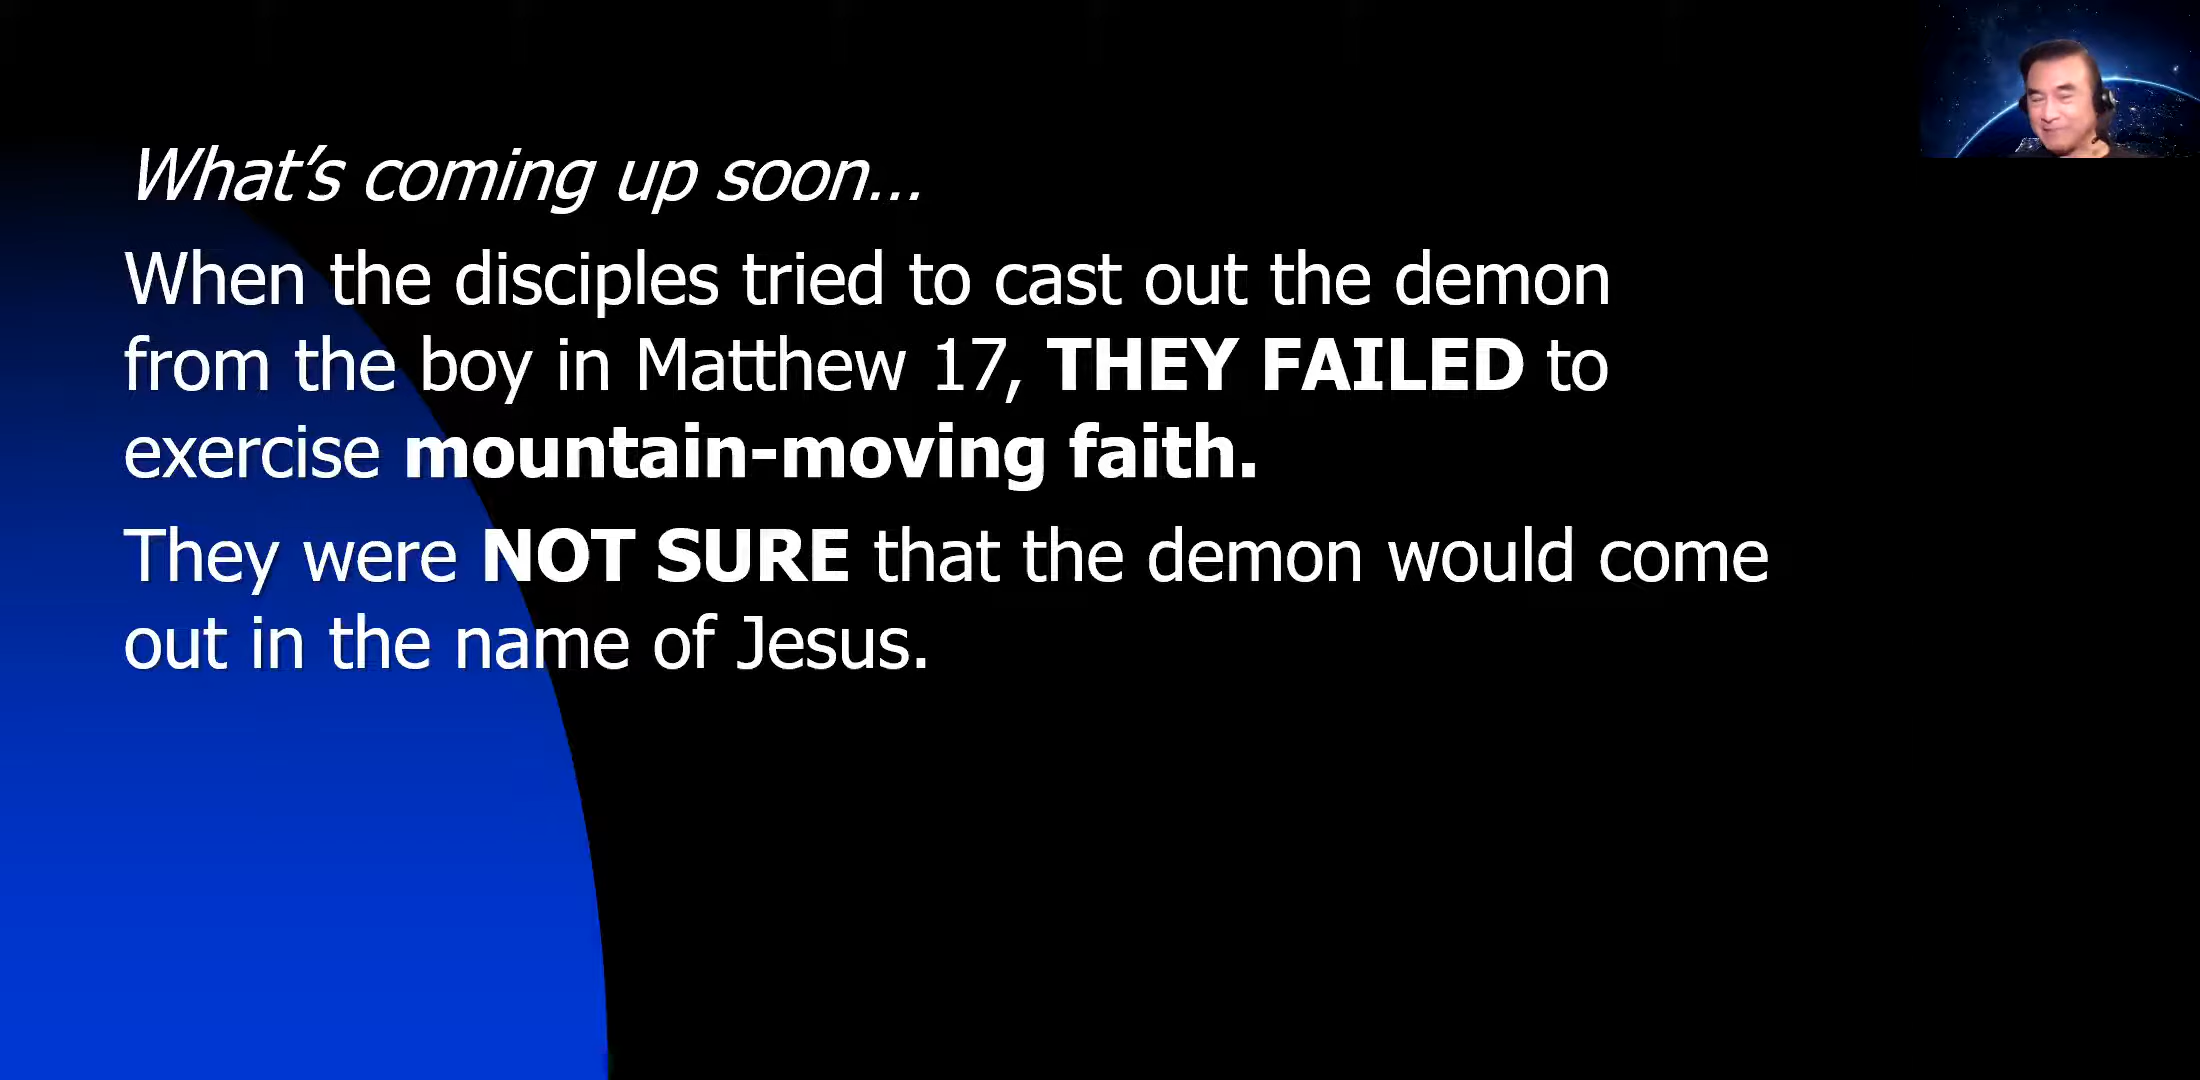 What’s coming up soon…
When the disciples tried to cast out the demon
from the boy in Matthew 17, THEY FAILED to
exercise mountain-moving faith.
They were NOT SURE that the demon would come
out in the name of Jesus.